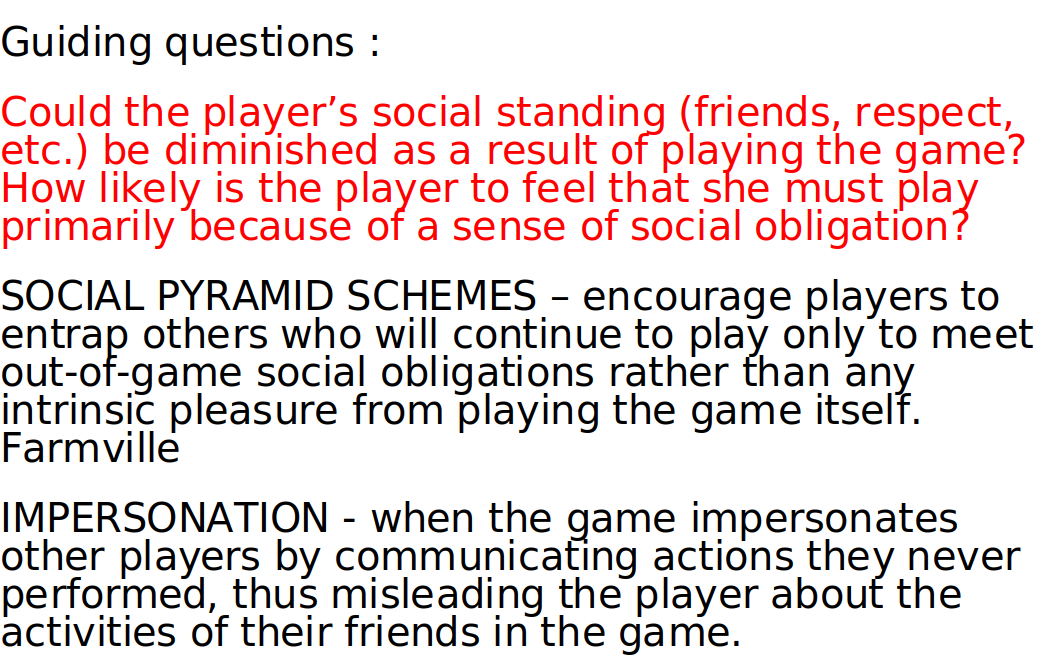 Guiding questions :
Could the player’s social standing (friends, respect,
etc.) be diminished as a result of playing the game?
How likely is the player to feel that she must play
primarily because of a sense of social obligation?
SOCIAL PYRAMID SCHEMES – encourage players to
entrap others who will continue to play only to meet
out-of-game social obligations rather than any
intrinsic pleasure from playing the game itself.
Farmville
IMPERSONATION - when the game impersonates
other players by communicating actions they never
performed, thus misleading the player about the
activities of their friends in the game.